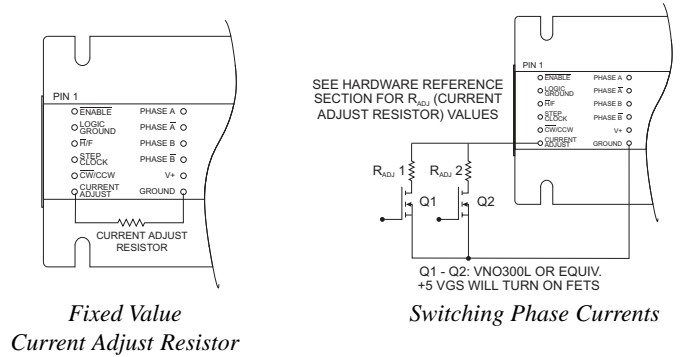 PIN 1
ENABLE PHASE A
LOGIC GROUND PHASE A̅
H̅/F PHASE B
STEP CLOCK PHASE B̅
C̅W̅/CCW V+
CURRENT ADJUST GROUND
CURRENT ADJUST
RESISTOR
Fixed Value
Current Adjust Resistor
SEE HARDWARE REFERENCE
SECTION FOR RADJ (CURRENT
ADJUST RESISTOR) VALUES
PIN 1
ENABLE PHASE A
LOGIC GROUND PHASE A̅
H̅/F PHASE B
STEP CLOCK PHASE B̅
C̅W̅/CCW V+
CURRENT ADJUST GROUND
RADJ 1 RADJ 2
Q1 Q2
Q1 - Q2: VNO300L OR EQUIV.
+5 VGS WILL TURN ON FETS
Switching Phase Currents